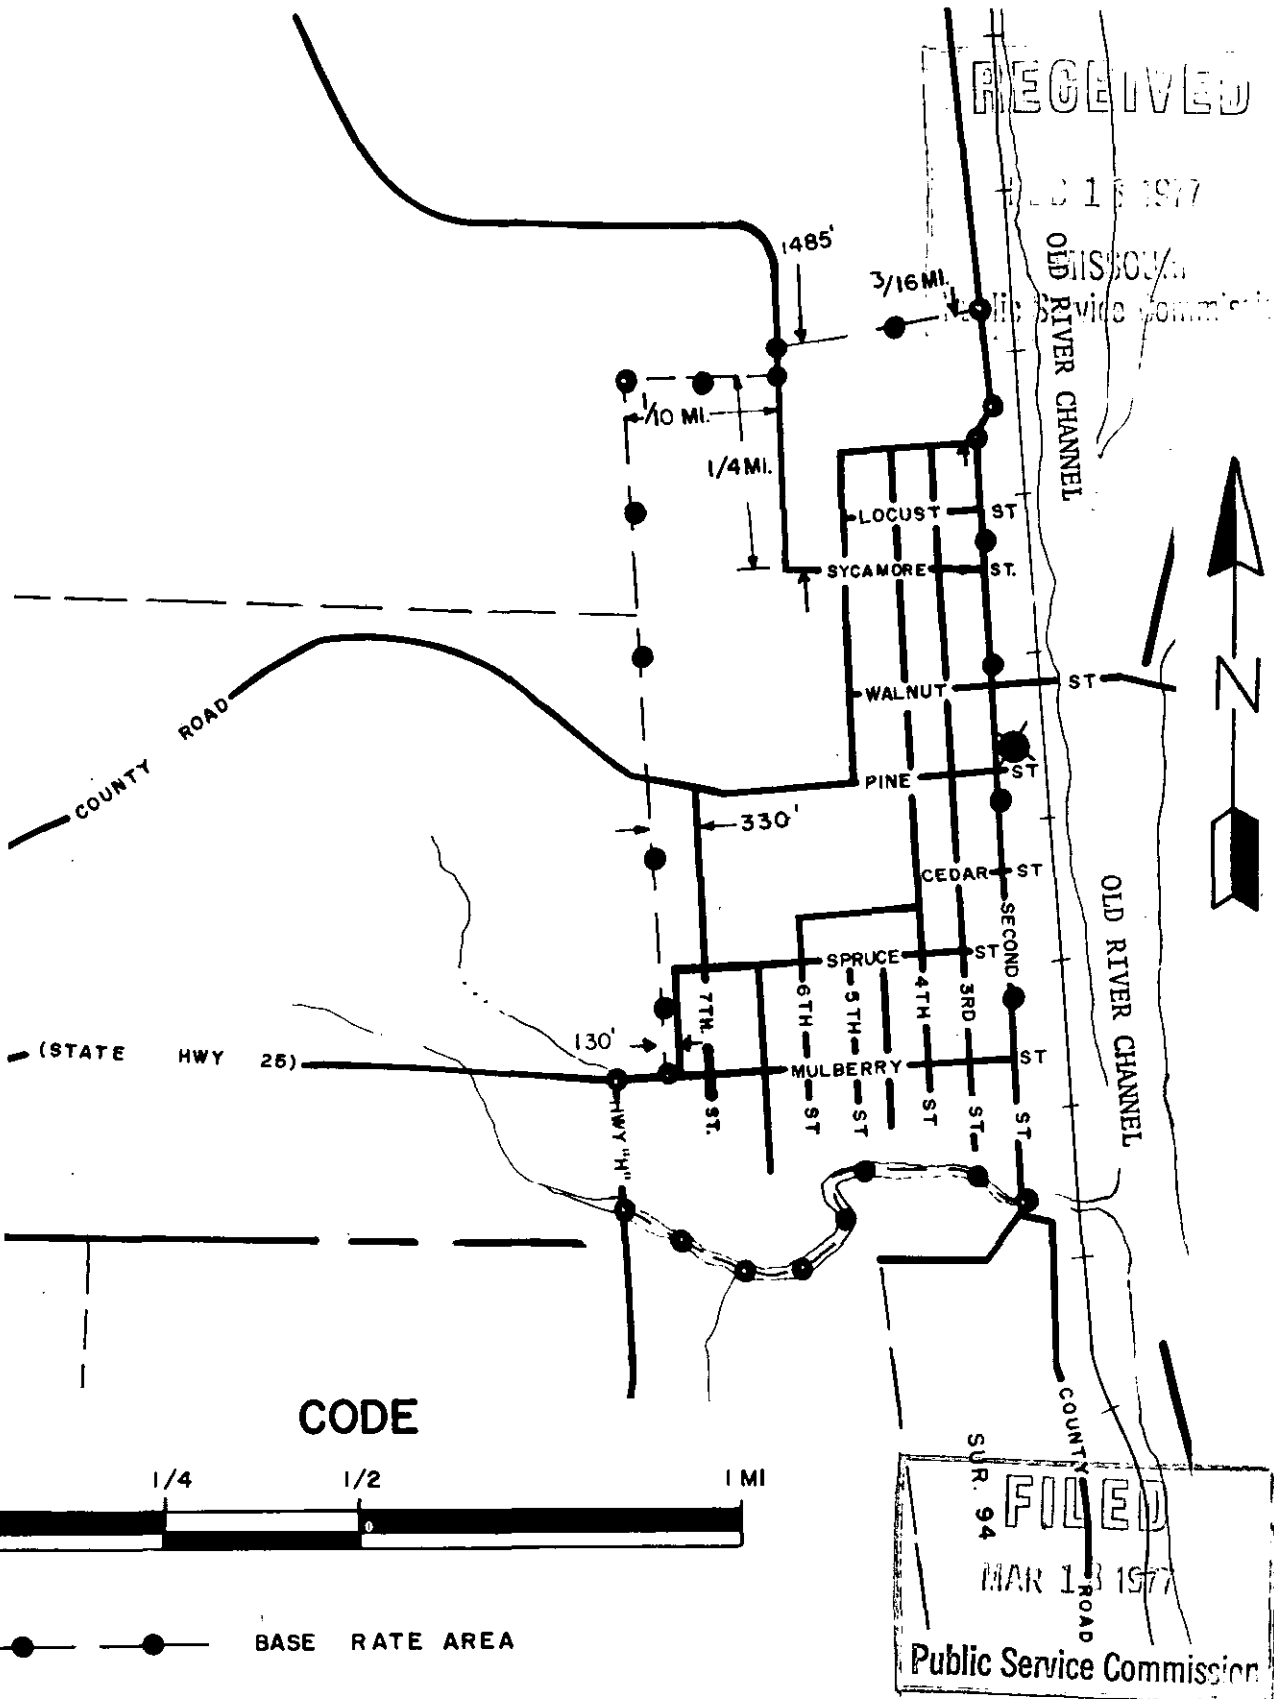 RECEIVED
1977
MISSOURI
Service Commis
1485'
3/16 MI.
OLD RIVER CHANNEL
1/10 MI.
1/4 MI.
LOCUST ST
SYCAMORE ST.
WALNUT ST
N
COUNTY ROAD
PINE ST
330'
CEDAR ST
SECOND ST
OLD RIVER CHANNEL
SPRUCE ST
7TH. ST.
6TH ST
5TH ST
4TH ST
3RD ST
130'
(STATE HWY 25)
MULBERRY ST
HWY "H"
CODE
1/4 1/2 1 MI
0
COUNTY ROAD
SUR. 94
FILED
MAR 18 1977
Public Service Commission
BASE RATE AREA